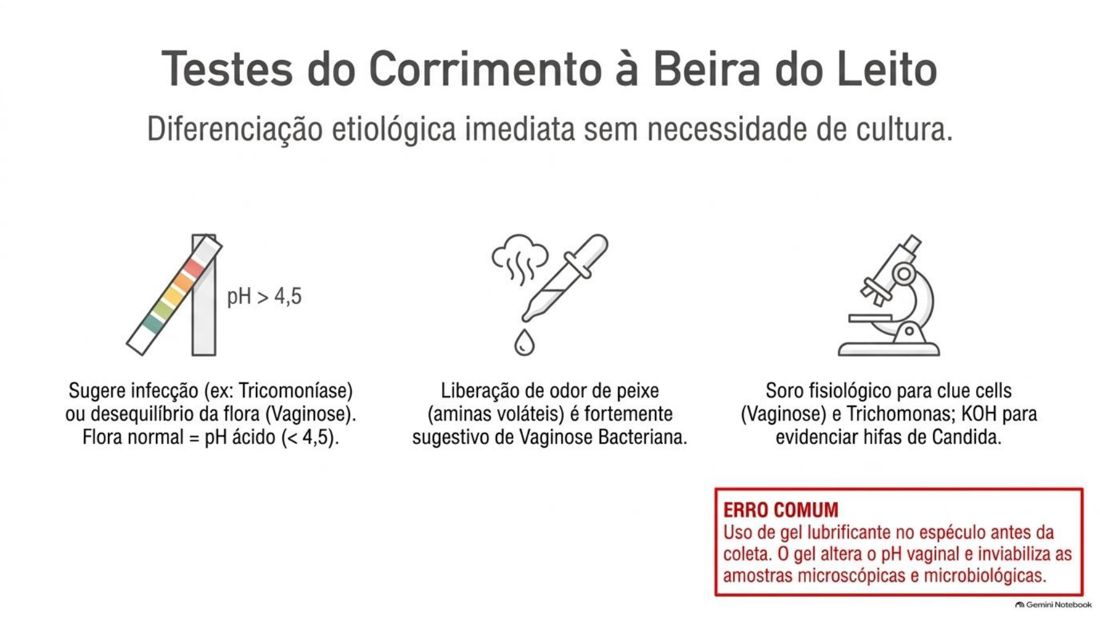 Testes do Corrimento à Beira do Leito
Diferenciação etiológica imediata sem necessidade de cultura.
pH > 4,5
Sugere infecção (ex: Tricomoníase)
ou desequilíbrio da flora (Vaginose).
Flora normal = pH ácido (< 4,5).
Liberação de odor de peixe
(aminas voláteis) é fortemente
sugestivo de Vaginose Bacteriana.
Soro fisiológico para clue cells
(Vaginose) e Trichomonas; KOH para
evidenciar hifas de Candida.
ERRO COMUM
Uso de gel lubrificante no espéculo antes da
coleta. O gel altera o pH vaginal e inviabiliza as
amostras microscópicas e microbiológicas.
Gemini Notebook